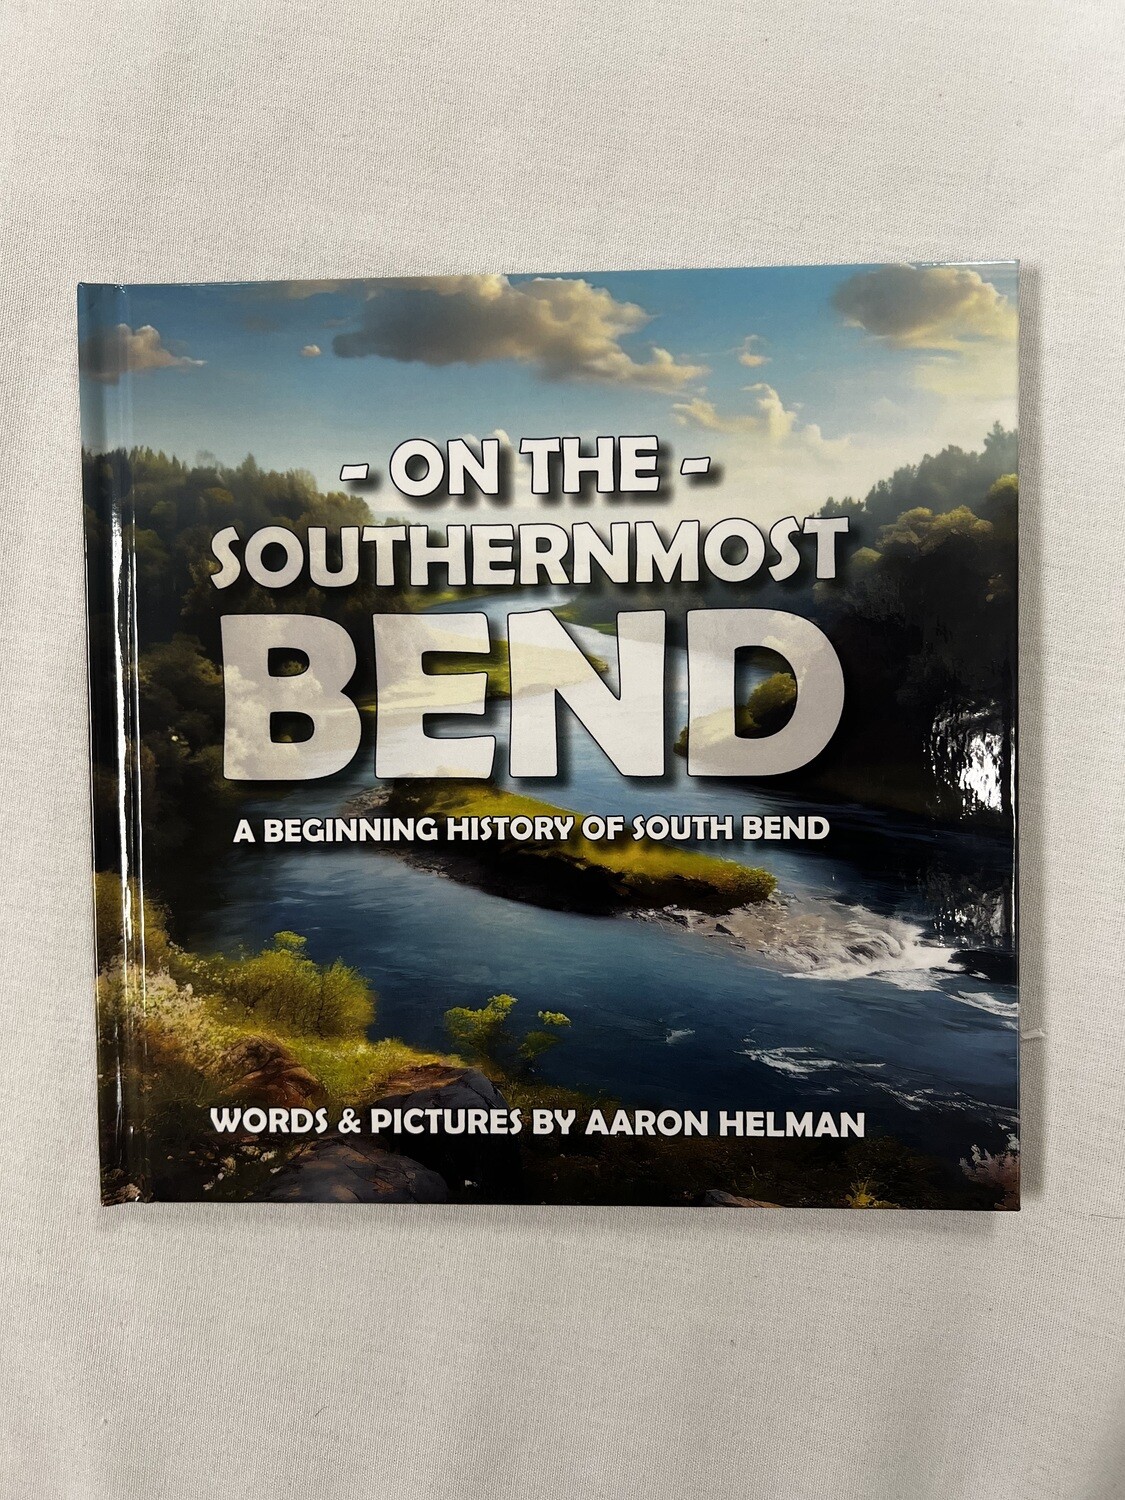 - ON THE -
SOUTHERNMOST
BEND
A BEGINNING HISTORY OF SOUTH BEND
WORDS & PICTURES BY AARON HELMAN